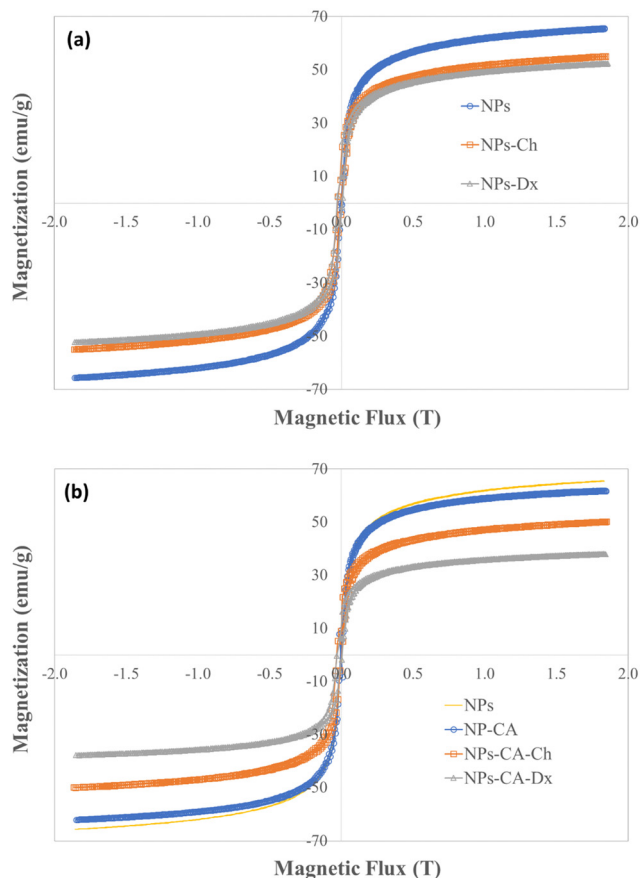 (a)
70
50
30
10
-10
-30
-50
-70
-2.0 -1.5 -1.0 -0.5 0.0 0.5 1.0 1.5 2.0
Magnetization (emu/g)
NPs
NPs-Ch
NPs-Dx
Magnetic Flux (T)
(b)
70
50
30
10
-10
-30
-50
-70
-2.0 -1.5 -1.0 -0.5 0.0 0.5 1.0 1.5 2.0
Magnetization (emu/g)
NPs
NP-CA
NPs-CA-Ch
NPs-CA-Dx
Magnetic Flux (T)